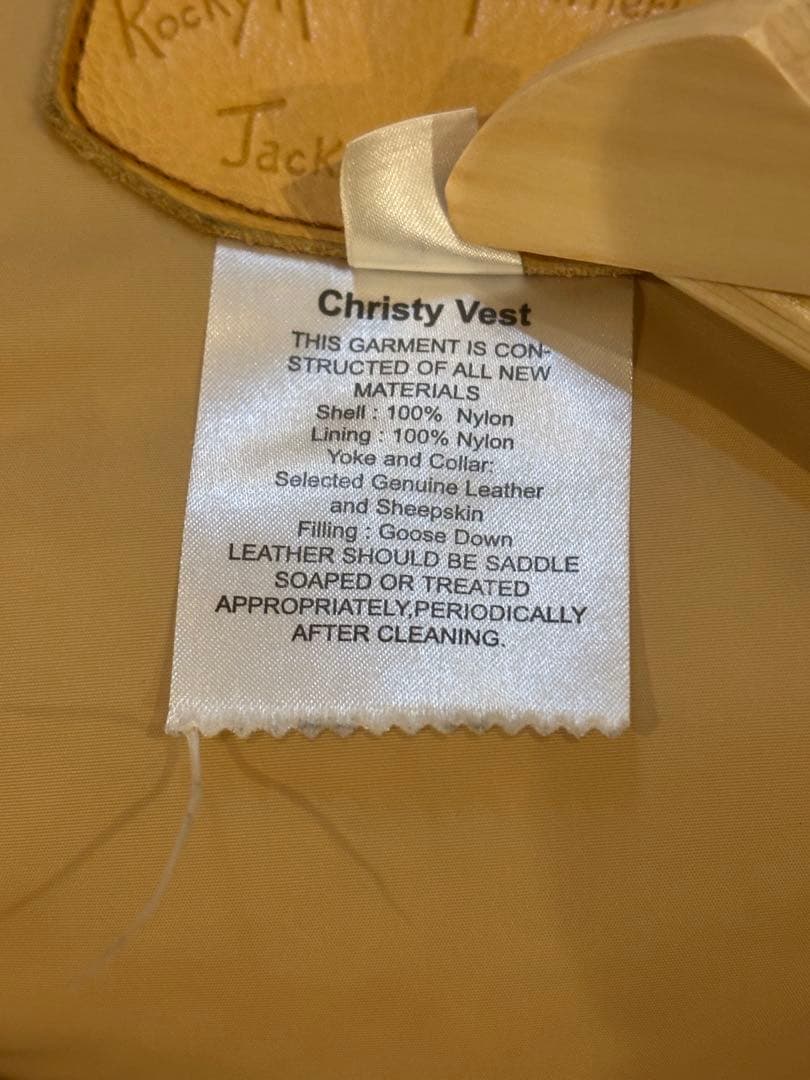 Rocky M
Jack
Christy Vest
THIS GARMENT IS CON-
STRUCTED OF ALL NEW
MATERIALS
Shell : 100% Nylon
Lining : 100% Nylon
Yoke and Collar:
Selected Genuine Leather
and Sheepskin
Filling : Goose Down
LEATHER SHOULD BE SADDLE
SOAPED OR TREATED
APPROPRIATELY,PERIODICALLY
AFTER CLEANING.